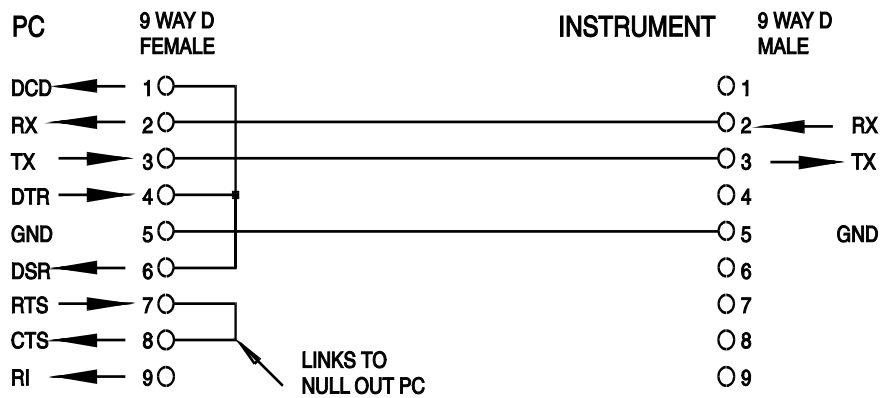 PC 9 WAY D FEMALE INSTRUMENT 9 WAY D MALE
DCD 1 1
RX 2 2 RX
TX 3 3 TX
DTR 4 4
GND 5 5 GND
DSR 6 6
RTS 7 7
CTS 8 8
LINKS TO
NULL OUT PC
RI 9 9